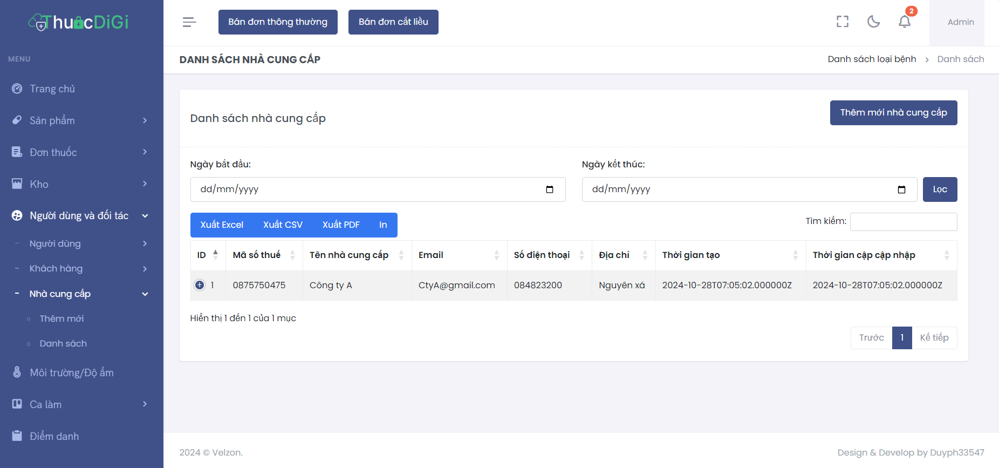 ThuốcDiGi
MENU
Trang chủ
Sản phẩm
Đơn thuốc
Kho
Người dùng và đối tác
Người dùng
Khách hàng
Nhà cung cấp
Thêm mới
Danh sách
Môi trường/Độ ẩm
Ca làm
Điểm danh
Bán đơn thông thường
Bán đơn cắt liều
2
Admin
DANH SÁCH NHÀ CUNG CẤP
Danh sách loại bệnh > Danh sách
Danh sách nhà cung cấp
Thêm mới nhà cung cấp
Ngày bắt đầu:
Ngày kết thúc:
dd/mm/yyyy
dd/mm/yyyy
Lọc
Xuất Excel Xuất CSV Xuất PDF In
Tìm kiếm:
ID Mã số thuế Tên nhà cung cấp Email Số điện thoại Địa chỉ Thời gian tạo Thời gian cập cập nhập
1 0875750475 Công ty A CtyA@gmail.com 084823200 Nguyên xá 2024-10-28T07:05:02.000000Z 2024-10-28T07:05:02.000000Z
Hiển thị 1 đến 1 của 1 mục
Trước 1 Kế tiếp
2024 © Velzon.
Design & Develop by Duyph33547